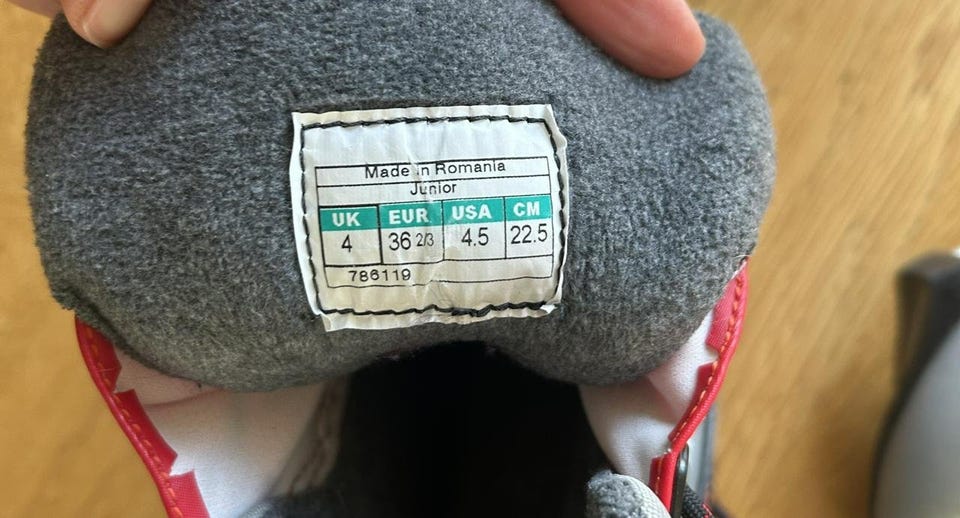 Made in Romania
Junior
UK EUR USA CM
4 36 2/3 4.5 22.5
786119